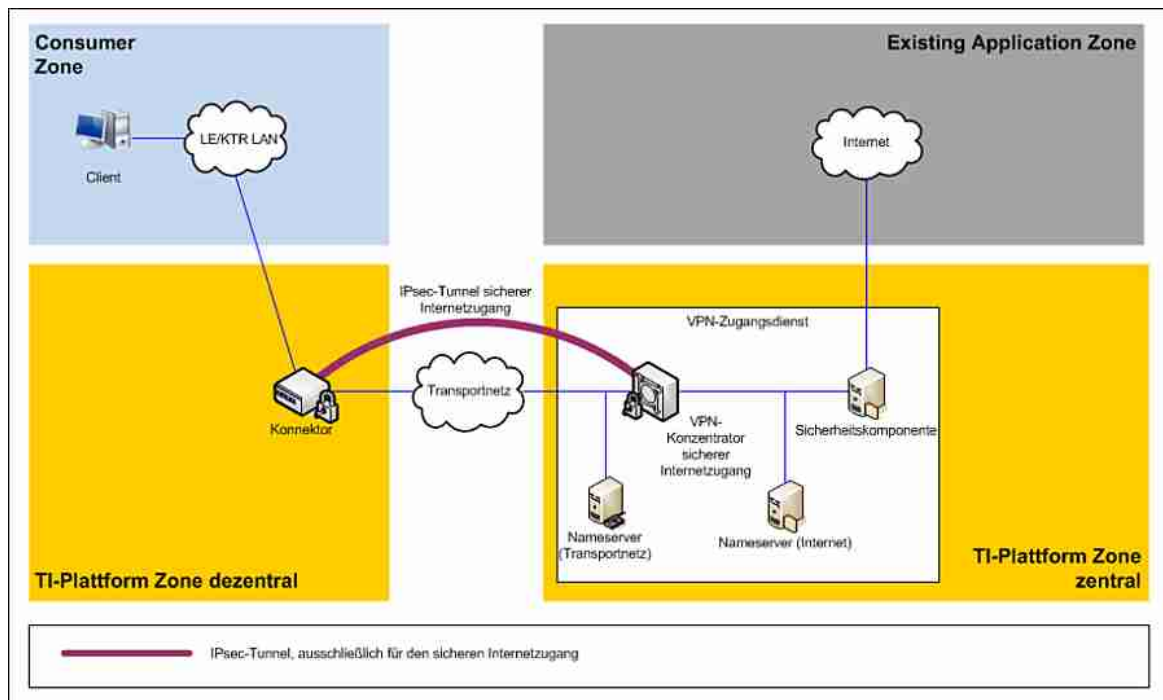 Consumer
Zone
Existing Application Zone
LE/KTR LAN
Client
Internet
IPsec-Tunnel sicherer
Internetzugang
VPN-Zugangsdienst
Transportnetz
Konnektor
VPN-
Konzentrator
sicherer
Internetzugang
Sicherheitskomponente
Nameserver
(Transportnetz)
Nameserver (Internet)
TI-Plattform Zone dezentral
TI-Plattform Zone
zentral
IPsec-Tunnel, ausschließlich für den sicheren Internetzugang